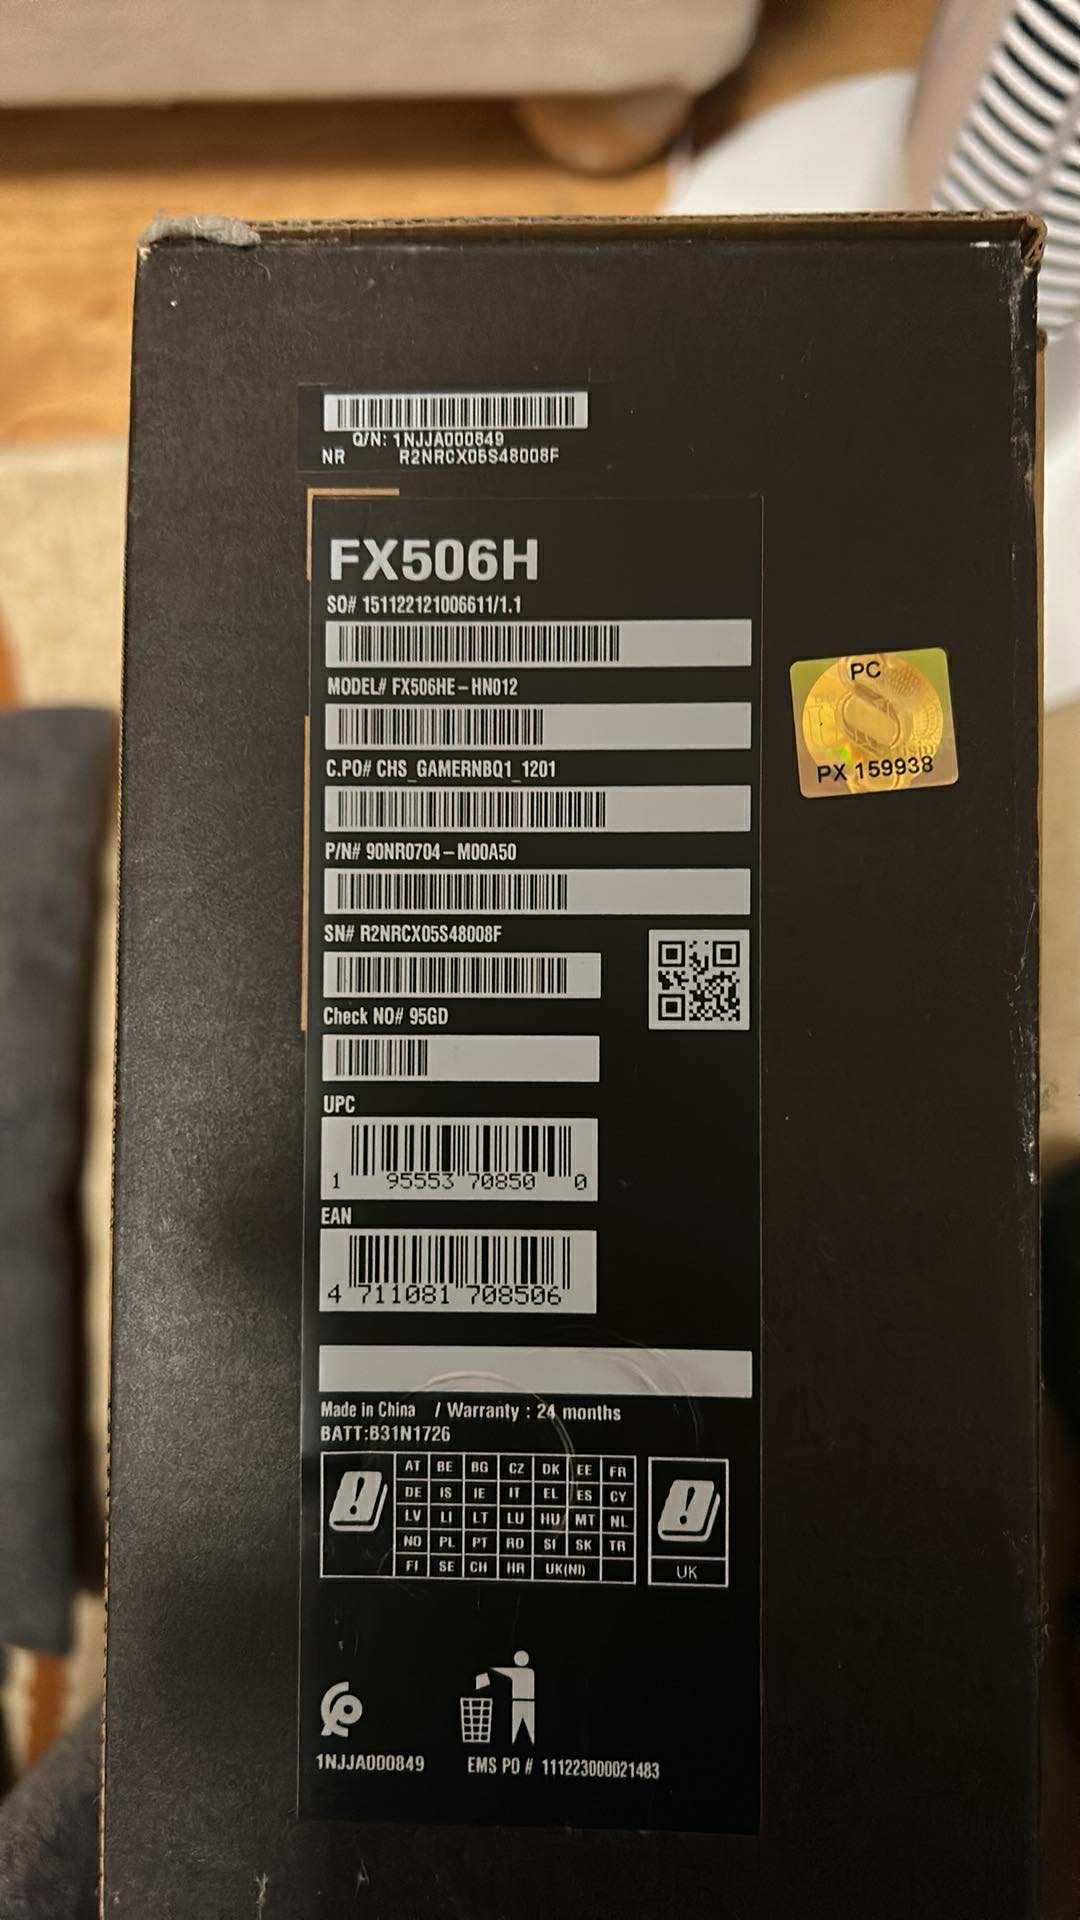 Q/N: 1NJJA000849
NR R2NRCX05S48008F
FX506H
SO# 151122121006611/1.1
MODEL# FX506HE-HN012
C.PO# CHS_GAMERNBQ1_1201
P/N# 90NR0704-M00A50
SN# R2NRCX05S48008F
PC
PX 159938
Check NO# 95GD
UPC
1 95553 70850 0
EAN
4 711081 708506
Made in China / Warranty : 24 months
BATT:B31N1726
AT BE BG CZ DK EE FR
DE IS IE IT EL ES CY
LV LI LT LU HU MT NL
NO PL PT RO SI SK TR
FI SE CH HR UK(NI)
UK
1NJJA000849 EMS PO # 111223000021483